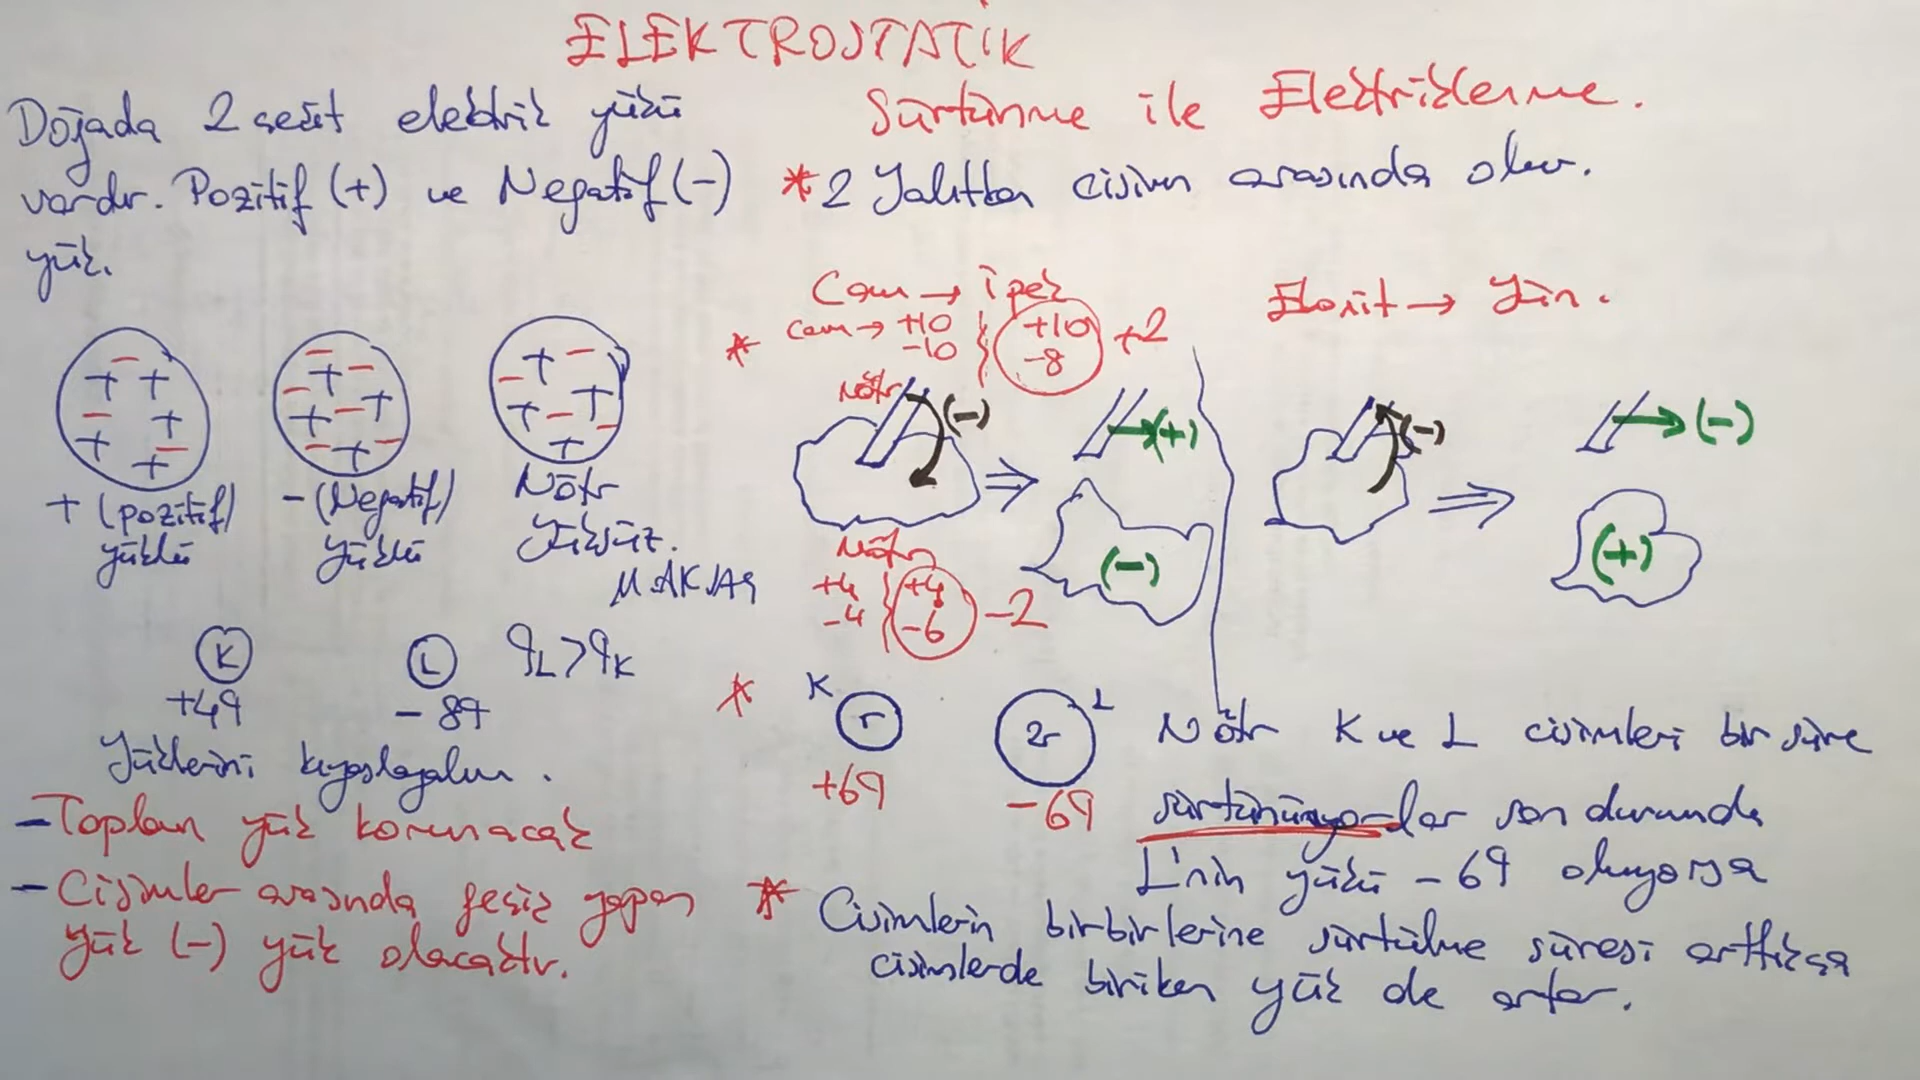 ELEKTROSTATİK
Doğada 2 çeşit elektrik yükü
vardır. Pozitif (+) ve Negatif (-)
yük.
+ (pozitif)
yüklü
- (Negatif)
yüklü
Nötr
Yüksüz.
K
L
qL > qK
+4q
- 8q
Yüklerini kıyaslayalım.
- Toplam yük korunacak
- Cisimler arasında geçiş yapan
yük (-) yük olacaktır.
Sürtünme ile Elektriklenme.
* 2 Yalıtkan cisim arasında olur.
Cam → İpek
* cam → +10
-10
+10
-8
+2
Nötr
(-)
(+)
(-)
Nötr
+4
-4
+4
-6
-2
Ebonit → Yün.
(-)
(-)
(+)
* K
r
+6q
L
2r
-6q
Nötr K ve L cisimleri bir süre
sürtünüyorlar son durumda
L'nin yükü -6q oluyorsa
* Cisimlerin birbirlerine sürtülme süresi arttıkça
cisimlerde biriken yük de artar.